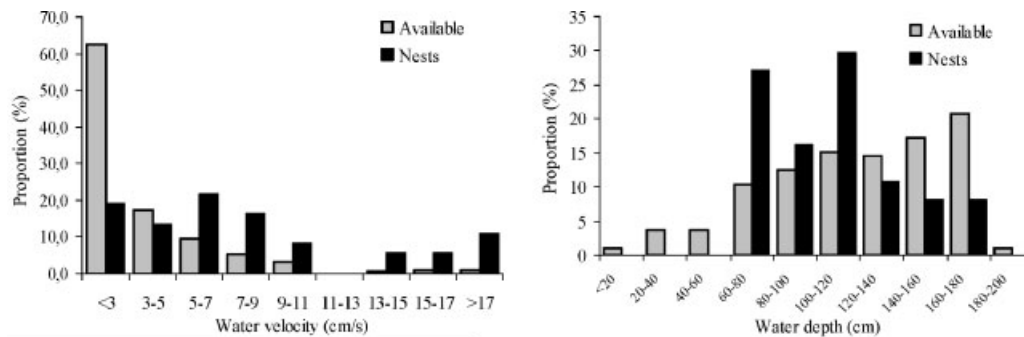 70,0
60,0
50,0
40,0
30,0
20,0
10,0
0,0
Proportion (%)
Available
Nests
<3 3-5 5-7 7-9 9-11 11-13 13-15 15-17 >17
Water velocity (cm/s)
35
30
25
20
15
10
5
0
Proportion (%)
Available
Nests
<20 20-40 40-60 60-80 80-100 100-120 120-140 140-160 160-180 180-200
Water depth (cm)